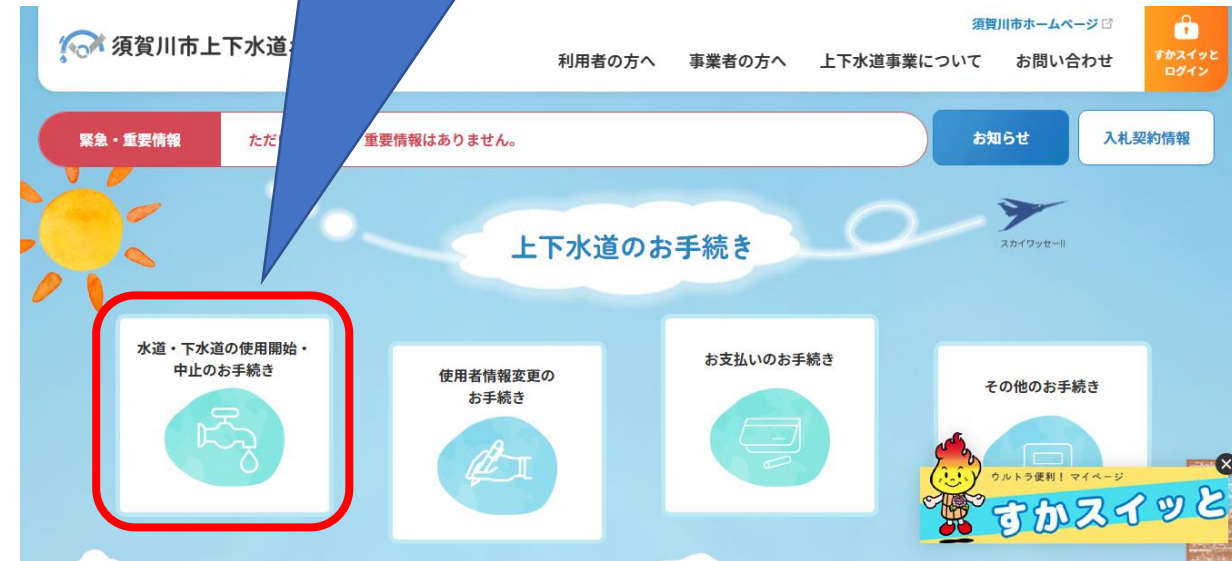 須賀川市上下水道
須賀川市ホームページ
利用者の方へ 事業者の方へ 上下水道事業について お問い合わせ
すかスイッと
ログイン
緊急・重要情報
ただ 重要情報はありません。
お知らせ
入札契約情報
上下水道のお手続き
スカイワッセーII
水道・下水道の使用開始・
中止のお手続き
使用者情報変更の
お手続き
お支払いのお手続き
その他のお手続き
ウルトラ便利! マイページ
すかスイッと